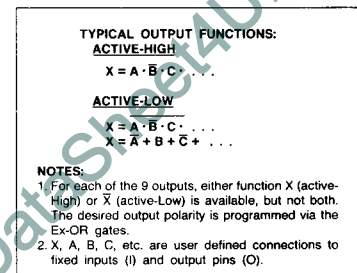 TYPICAL OUTPUT FUNCTIONS:
ACTIVE-HIGH
X = A · B̅ · C · . . .
ACTIVE-LOW
X = A · B̅ · C · . . .
X = A̅ + B + C̅ + . . .
NOTES:
1. For each of the 9 outputs, either function X (active-
High) or X̅ (active-Low) is available, but not both.
The desired output polarity is programmed via the
Ex-OR gates.
2. X, A, B, C, etc. are user defined connections to
fixed inputs (I) and output pins (O).
DataSheet4U